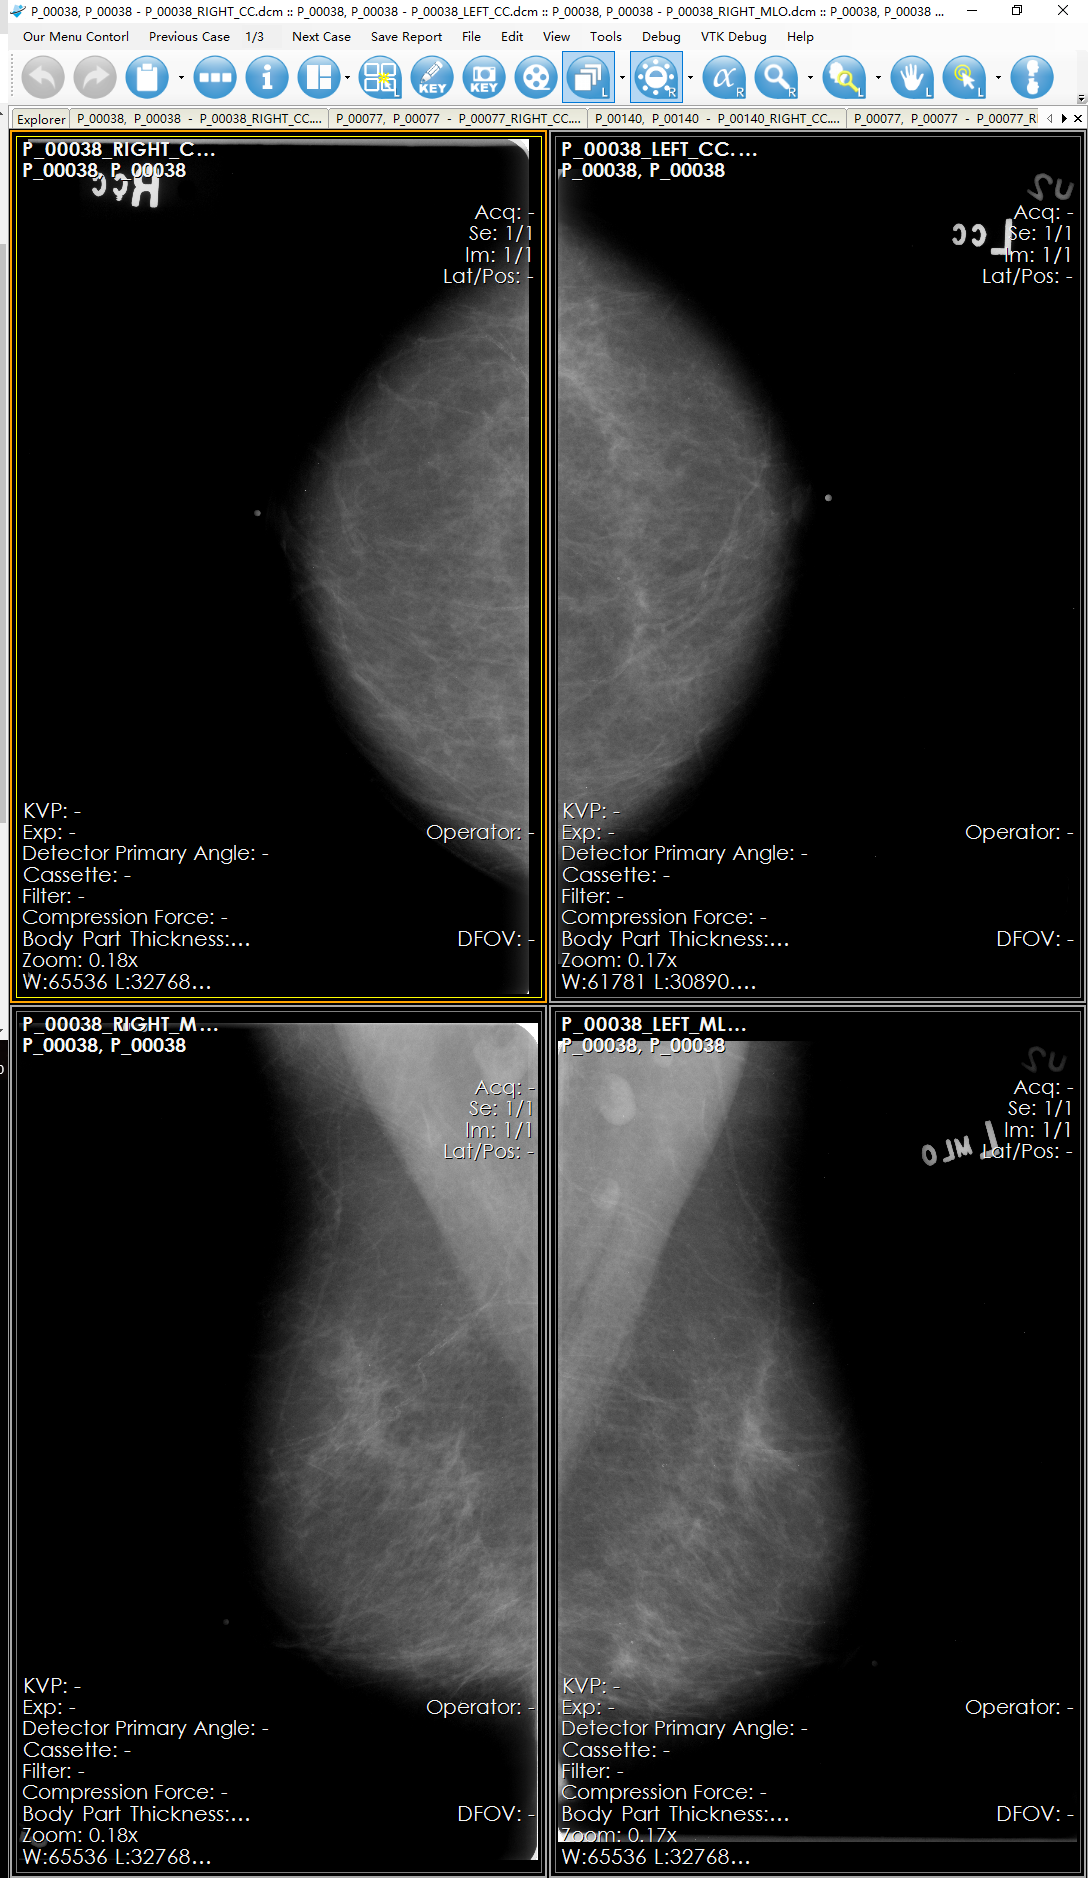 P_00038, P_00038 - P_00038_RIGHT_CC.dcm :: P_00038, P_00038 - P_00038_LEFT_CC.dcm :: P_00038, P_00038 - P_00038_RIGHT_MLO.dcm :: P_00038, P_00038 ...
Our Menu Contorl Previous Case 1/3 Next Case Save Report File Edit View Tools Debug VTK Debug Help
KEY KEY
L L R R R L L L L
Explorer P_00038, P_00038 - P_00038_RIGHT_CC.... P_00077, P_00077 - P_00077_RIGHT_CC.... P_00140, P_00140 - P_00140_RIGHT_CC.... P_00077, P_00077 - P_00077_RI
P_00038_RIGHT_C...
P_00038, P_00038
Rcc
Acq: -
Se: 1/1
Im: 1/1
Lat/Pos: -
KVP: -
Exp: -
Operator: -
Detector Primary Angle: -
Cassette: -
Filter: -
Compression Force: -
Body Part Thickness:...
DFOV: -
Zoom: 0.18x
W:65536 L:32768...
P_00038_LEFT_CC....
P_00038, P_00038
L cc
Acq: -
Se: 1/1
Im: 1/1
Lat/Pos: -
KVP: -
Exp: -
Operator: -
Detector Primary Angle: -
Cassette: -
Filter: -
Compression Force: -
Body Part Thickness:...
DFOV: -
Zoom: 0.17x
W:61781 L:30890....
P_00038_RIGHT_M...
P_00038, P_00038
Acq: -
Se: 1/1
Im: 1/1
Lat/Pos: -
KVP: -
Exp: -
Operator: -
Detector Primary Angle: -
Cassette: -
Filter: -
Compression Force: -
Body Part Thickness:...
DFOV: -
Zoom: 0.18x
W:65536 L:32768...
P_00038_LEFT_ML...
P_00038, P_00038
Acq: -
Se: 1/1
Im: 1/1
L MLO
Lat/Pos: -
KVP: -
Exp: -
Operator: -
Detector Primary Angle: -
Cassette: -
Filter: -
Compression Force: -
Body Part Thickness:...
DFOV: -
Zoom: 0.17x
W:65536 L:32768...